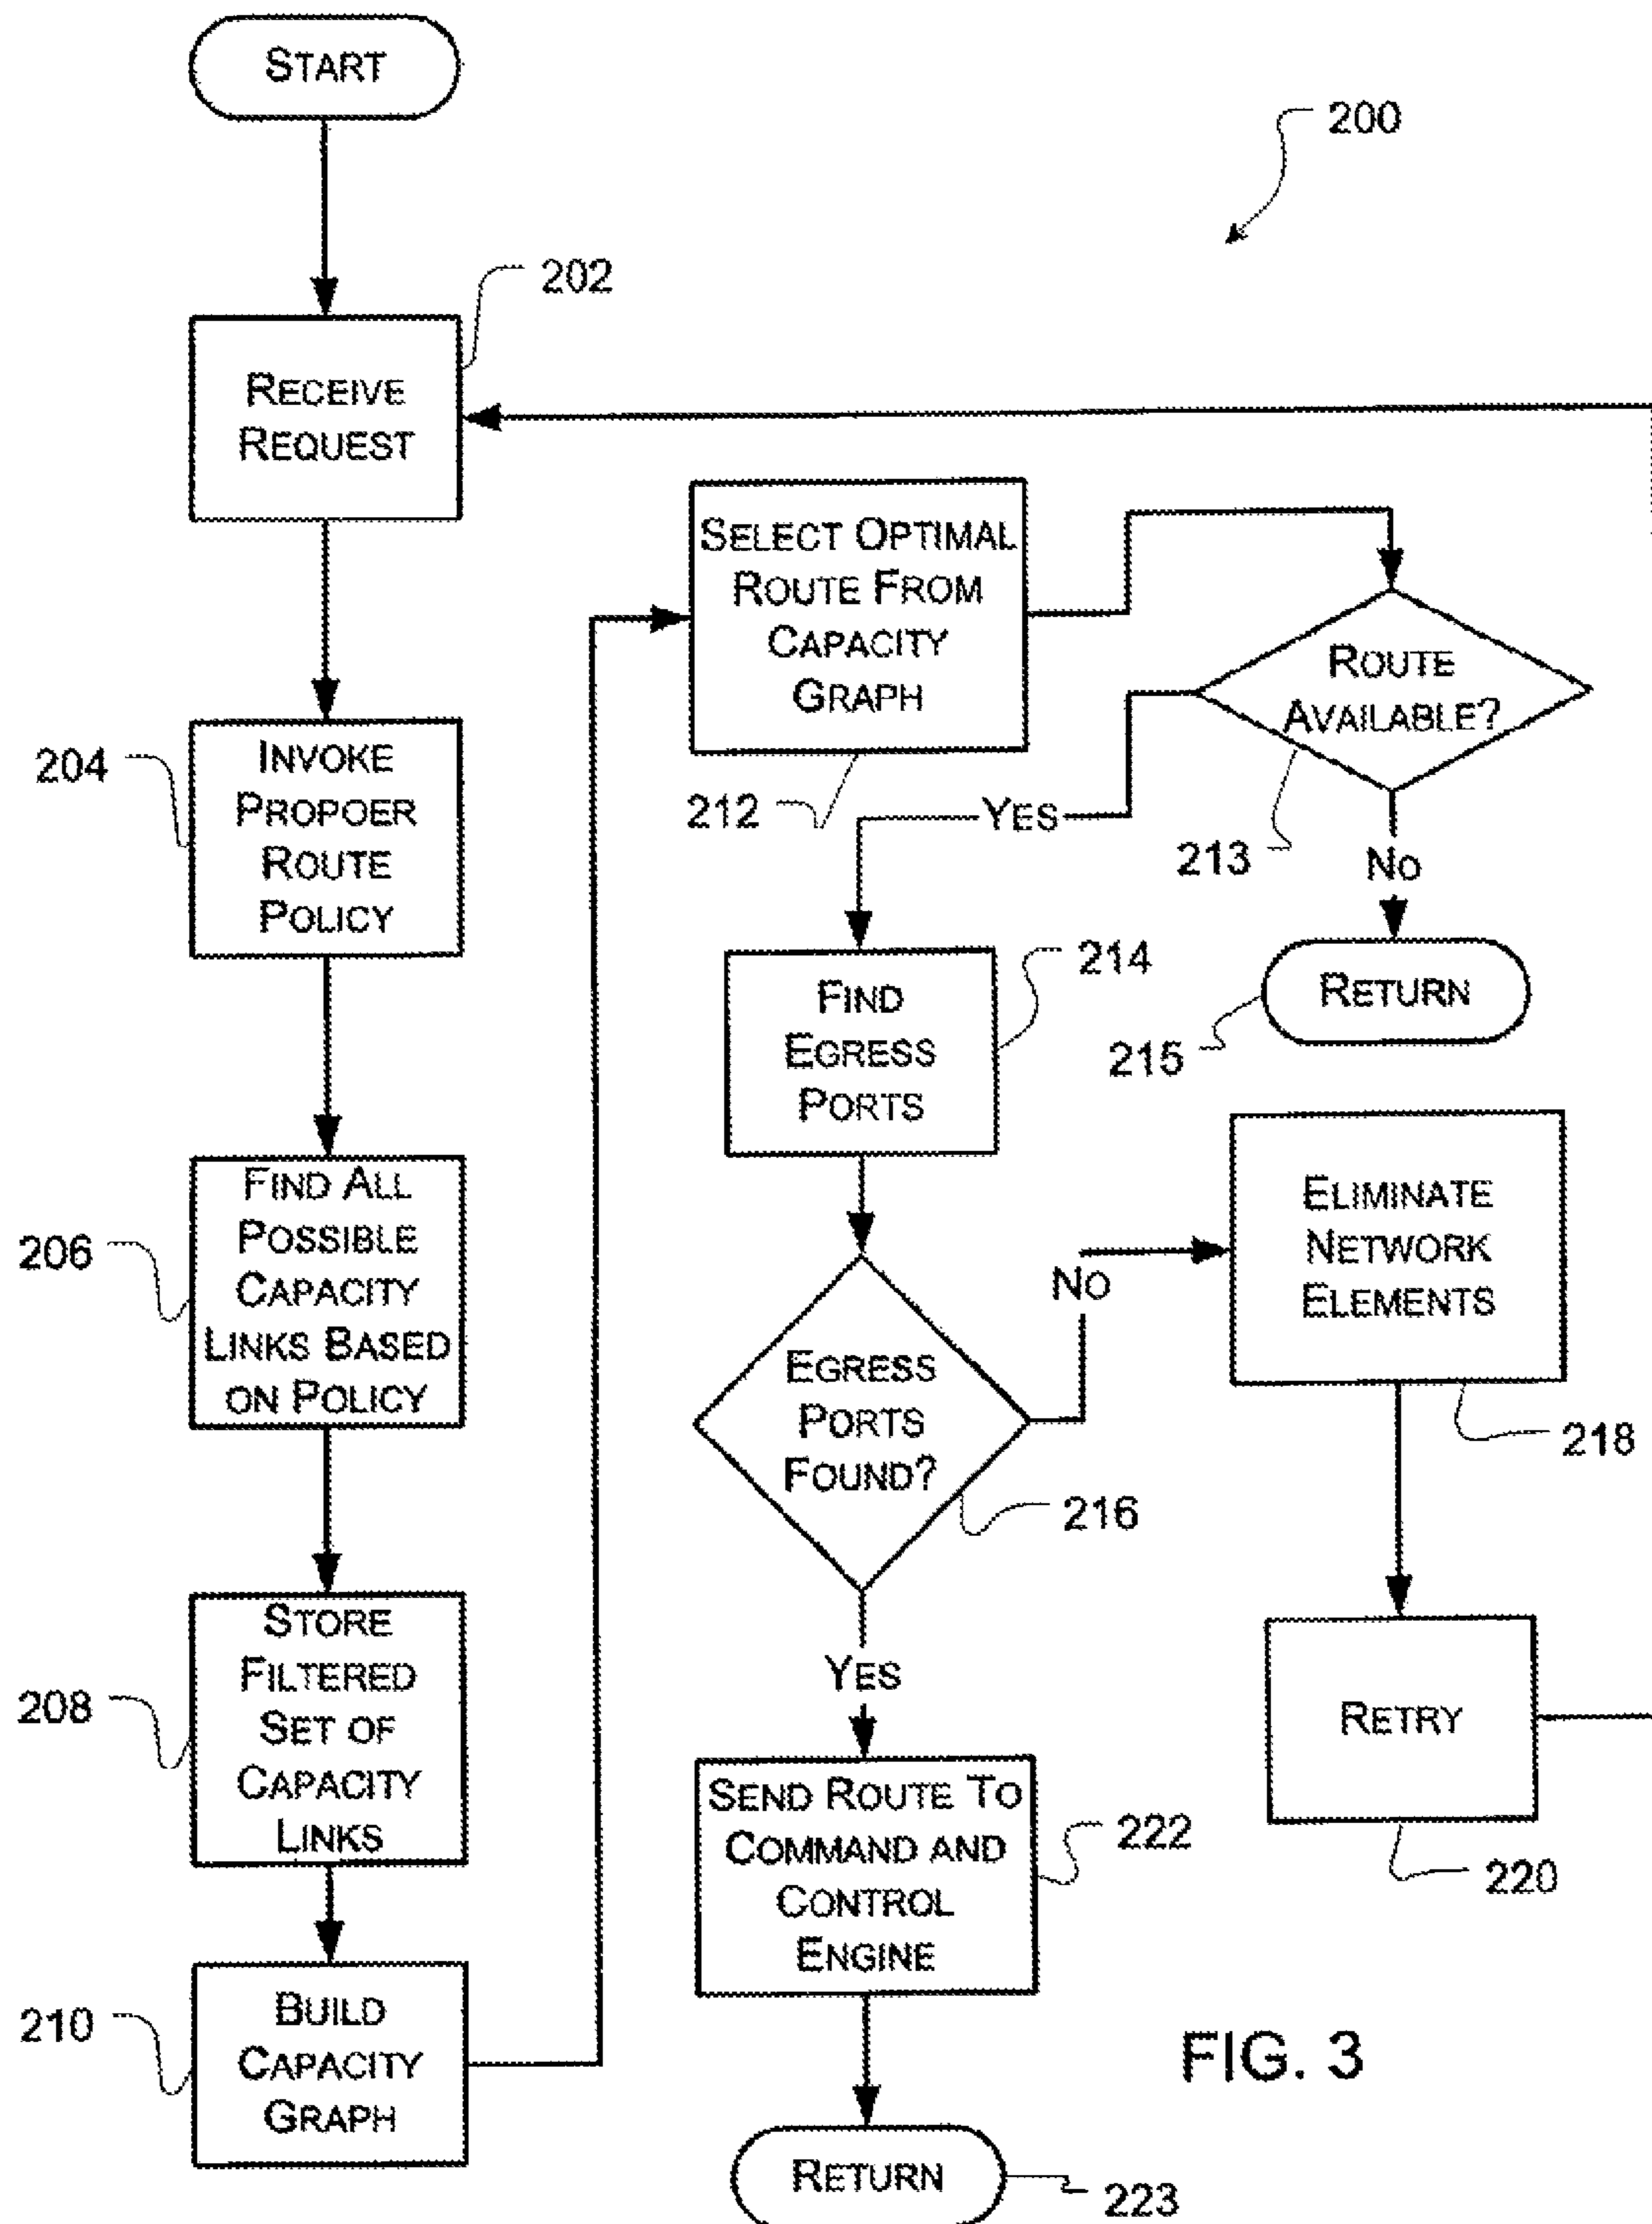 START
200
202
RECEIVE
REQUEST
204
INVOKE
PROPOER
ROUTE
POLICY
206
FIND ALL
POSSIBLE
CAPACITY
LINKS BASED
ON POLICY
208
STORE
FILTERED
SET OF
CAPACITY
LINKS
210
BUILD
CAPACITY
GRAPH
SELECT OPTIMAL
ROUTE FROM
CAPACITY
GRAPH
212
ROUTE
AVAILABLE?
213
YES
NO
RETURN
215
FIND
EGRESS
PORTS
214
EGRESS
PORTS
FOUND?
216
NO
ELIMINATE
NETWORK
ELEMENTS
218
RETRY
220
YES
SEND ROUTE TO
COMMAND AND
CONTROL
ENGINE
222
RETURN
223
FIG. 3